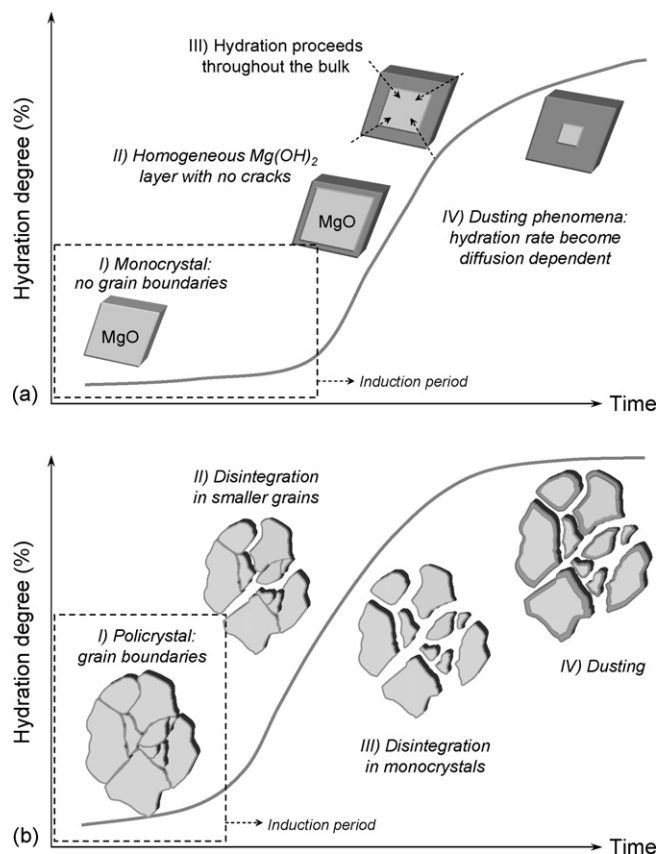 III) Hydration proceeds
throughout the bulk
II) Homogeneous Mg(OH)2
layer with no cracks
MgO
IV) Dusting phenomena:
hydration rate become
diffusion dependent
I) Monocrystal:
no grain boundaries
MgO
Induction period
Hydration degree (%)
(a)
Time
II) Disintegration
in smaller grains
I) Policrystal:
grain boundaries
IV) Dusting
III) Disintegration
in monocrystals
Induction period
Hydration degree (%)
(b)
Time